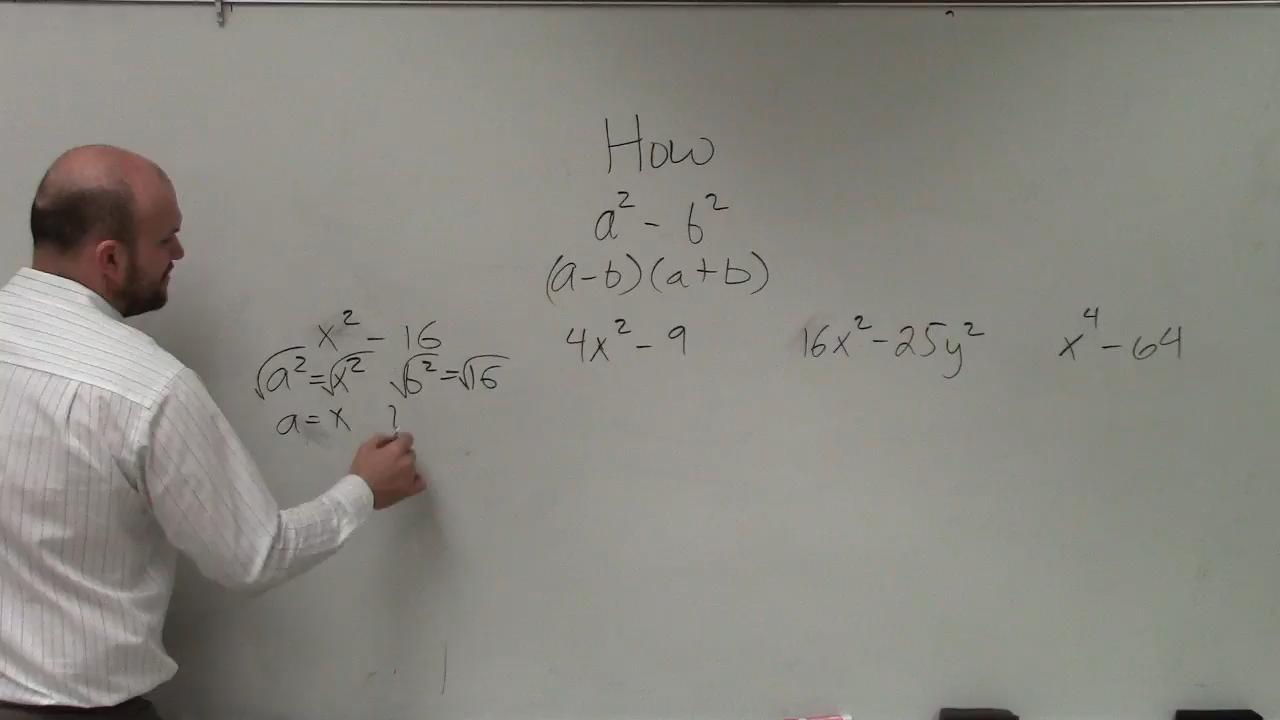 How
a² - b²
(a-b)(a+b)
x² - 16
√a² = √x² √b² = √16
a = x
4x² - 9
16x² - 25y²
x⁴ - 64